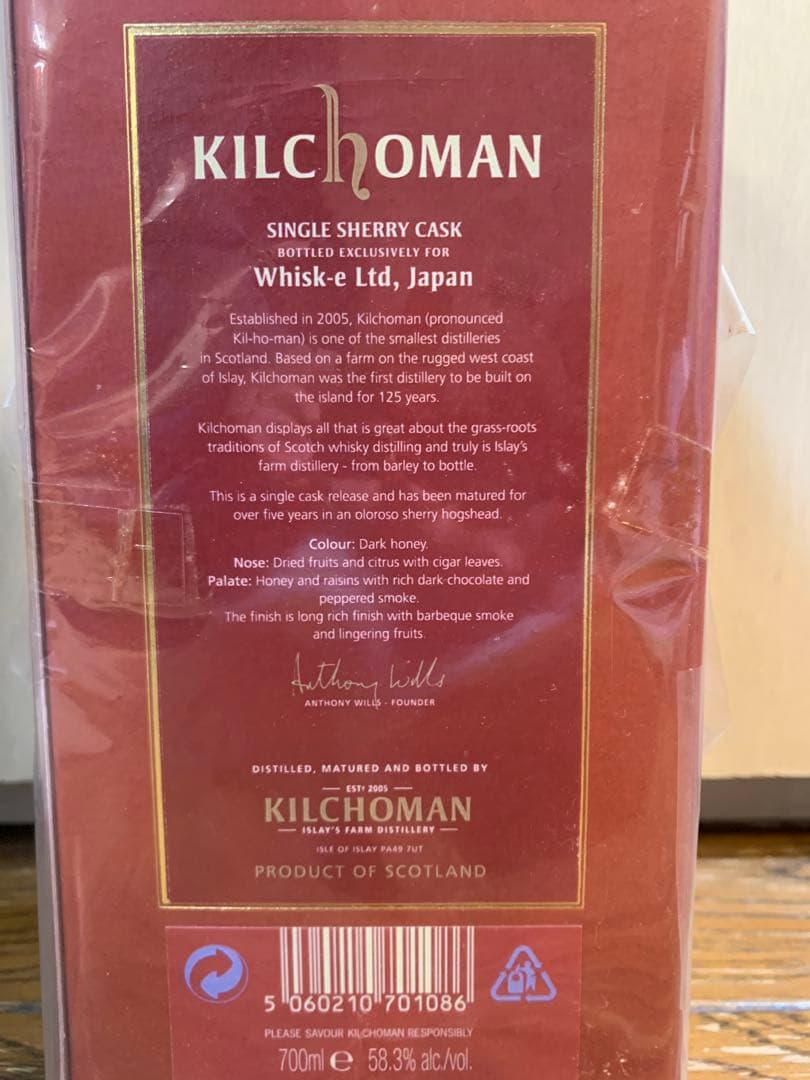 KILCHOMAN
SINGLE SHERRY CASK
BOTTLED EXCLUSIVELY FOR
Whisk-e Ltd, Japan
Established in 2005, Kilchoman (pronounced
Kil-ho-man) is one of the smallest distilleries
in Scotland. Based on a farm on the rugged west coast
of Islay, Kilchoman was the first distillery to be built on
the island for 125 years.
Kilchoman displays all that is great about the grass-roots
traditions of Scotch whisky distilling and truly is Islay's
farm distillery - from barley to bottle.
This is a single cask release and has been matured for
over five years in an oloroso sherry hogshead.
Colour: Dark honey.
Nose: Dried fruits and citrus with cigar leaves.
Palate: Honey and raisins with rich dark chocolate and
peppered smoke.
The finish is long rich finish with barbeque smoke
and lingering fruits.
Anthony Wills
ANTHONY WILLS - FOUNDER
DISTILLED, MATURED AND BOTTLED BY
ESTD 2005
KILCHOMAN
ISLAY'S FARM DISTILLERY
ISLE OF ISLAY PA49 7UT
PRODUCT OF SCOTLAND
5 060210 701086
PLEASE SAVOUR KILCHOMAN RESPONSIBLY
700ml e 58.3% alc./vol.